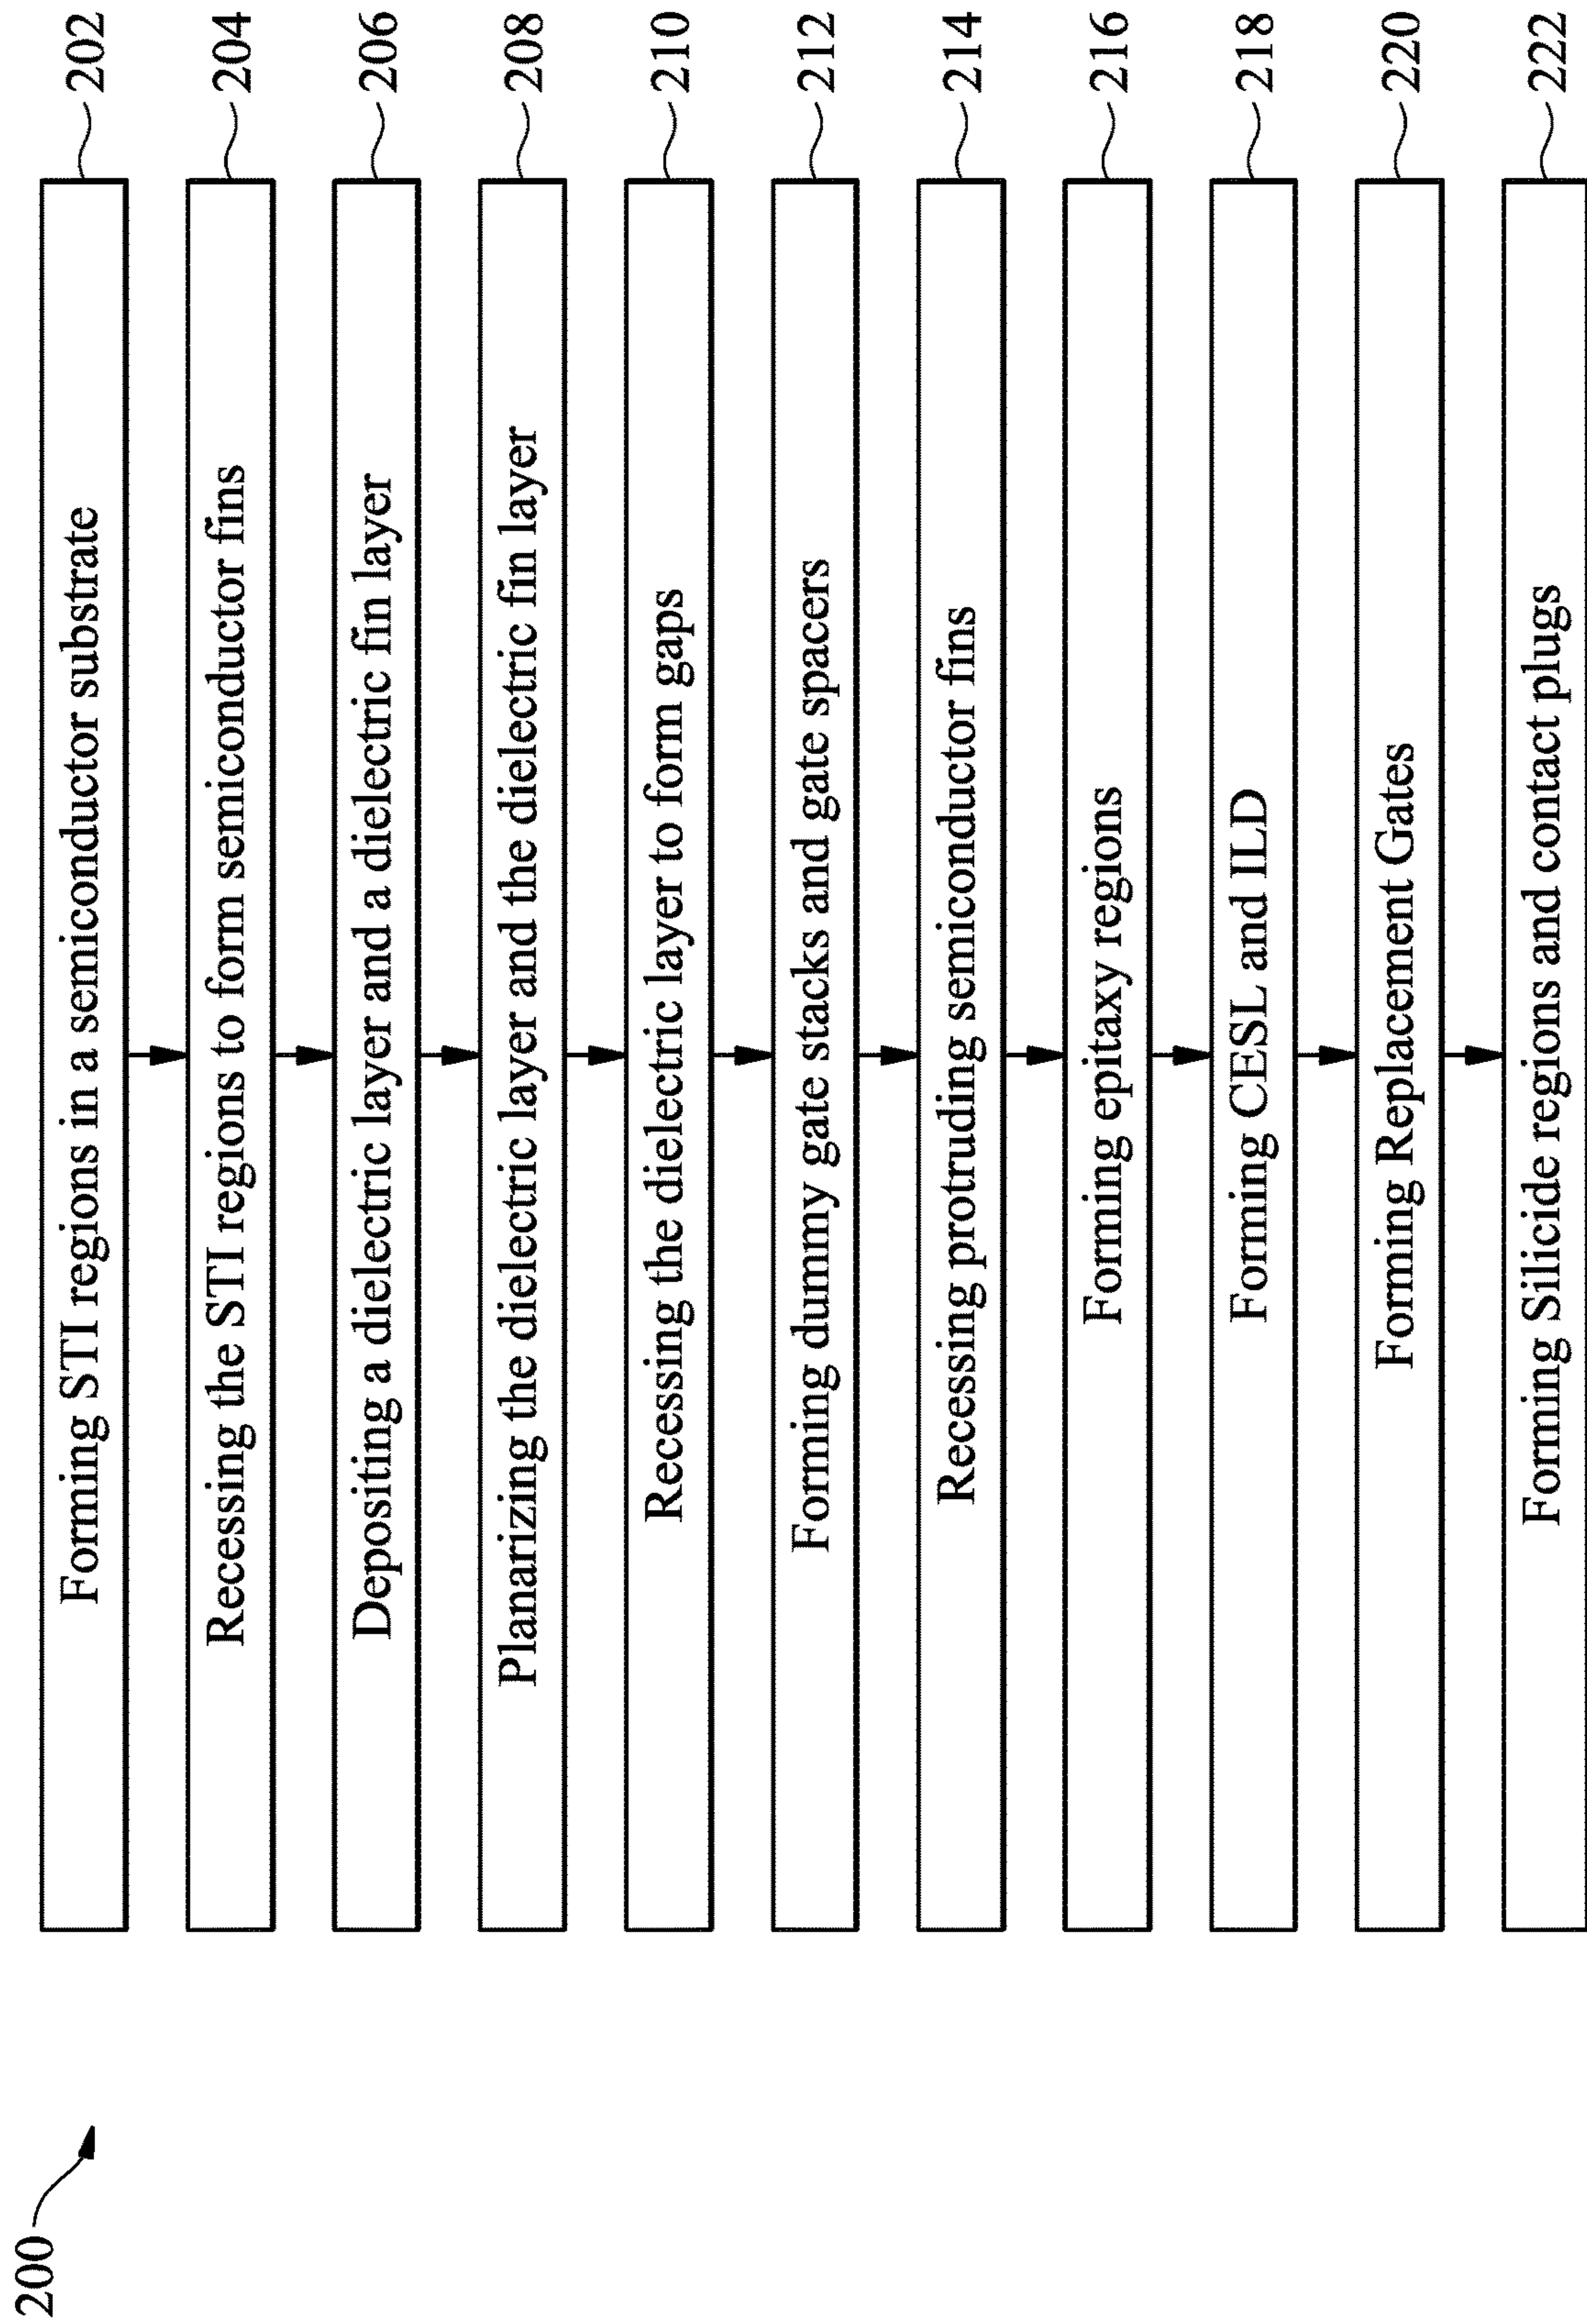 200
Forming STI regions in a semiconductor substrate 202
Recessing the STI regions to form semiconductor fins 204
Depositing a dielectric layer and a dielectric fin layer 206
Planarizing the dielectric layer and the dielectric fin layer 208
Recessing the dielectric layer to form gaps 210
Forming dummy gate stacks and gate spacers 212
Recessing protruding semiconductor fins 214
Forming epitaxy regions 216
Forming CESL and ILD 218
Forming Replacement Gates 220
Forming Silicide regions and contact plugs 222